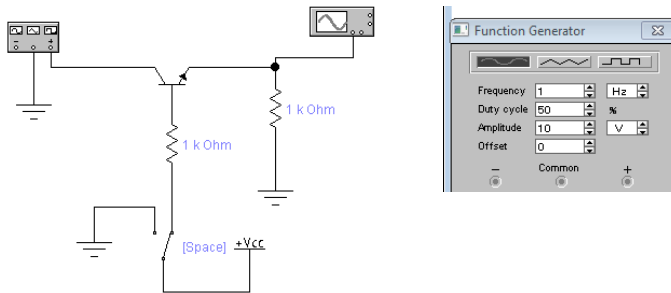 - +
1 k Ohm
1 k Ohm
[Space]
+Vcc
Function Generator
Frequency 1 Hz
Duty cycle 50 %
Amplitude 10 V
Offset 0
- Common +